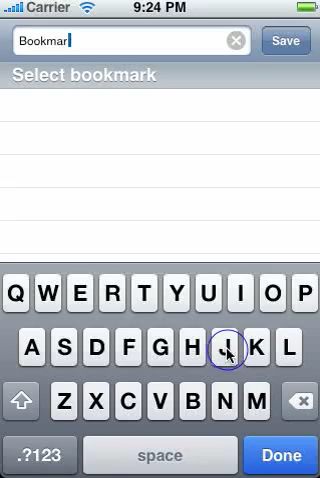 Carrier 9:24 PM
Bookmar Save
Select bookmark
Q W E R T Y U I O P
A S D F G H J K L
Z X C V B N M
.?123 space Done